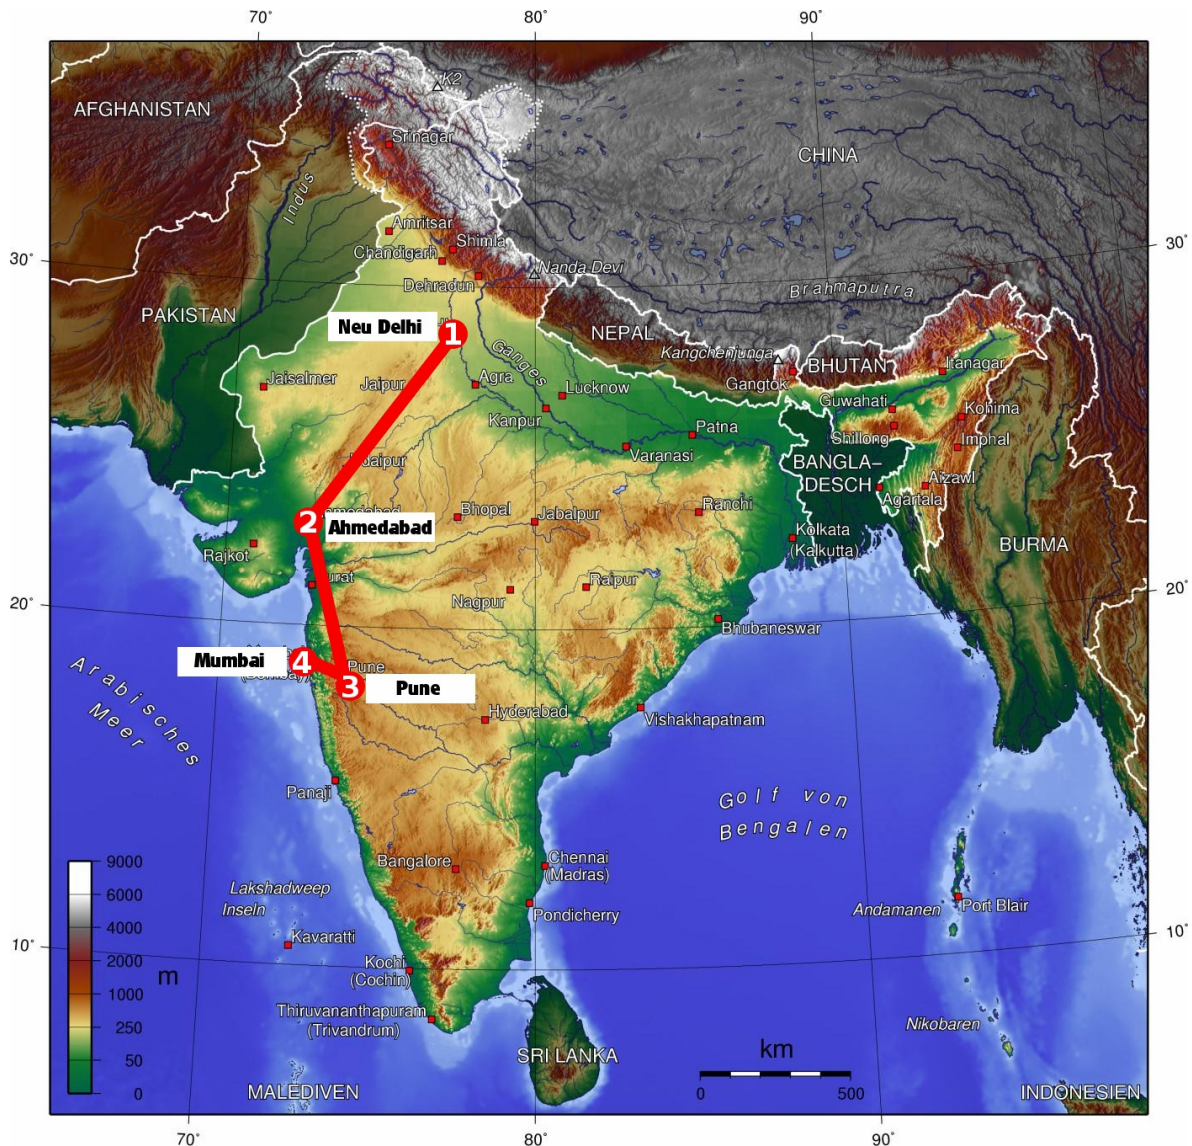 70°
80°
90°
K2
AFGHANISTAN
Srinagar
CHINA
Indus
Amritsar
Shimla
Chandigarh
30°
30°
Nanda Devi
Dehradun
Brahmaputra
PAKISTAN
Neu Delhi
1
NEPAL
Ganges
Kangchenjunga
BHUTAN
Itanagar
Jaisalmer
Jaipur
Agra
Lucknow
Gangtok
Guwahati
Kohima
Kanpur
Patna
Shillong
Imphal
Varanasi
BANGLA–
DESCH
Aizawl
Agartala
2
Ahmedabad
Bhopal
Jabalpur
Ranchi
Kolkata
(Kalkutta)
BURMA
Rajkot
Raipur
Nagpur
20°
20°
Bhubaneswar
Mumbai
4
Pune
3
Pune
Arabisches
Meer
Hyderabad
Vishakhapatnam
Panaji
Golf von
Bengalen
Bangalore
Chennai
(Madras)
9000
6000
4000
2000
1000
250
50
0
m
Lakshadweep
Inseln
Pondicherry
Andamanen
Port Blair
Kavaratti
10°
10°
Kochi
(Cochin)
Thiruvananthapuram
(Trivandrum)
Nikobaren
SRI LANKA
km
0
500
MALEDIVEN
INDONESIEN
70°
80°
90°